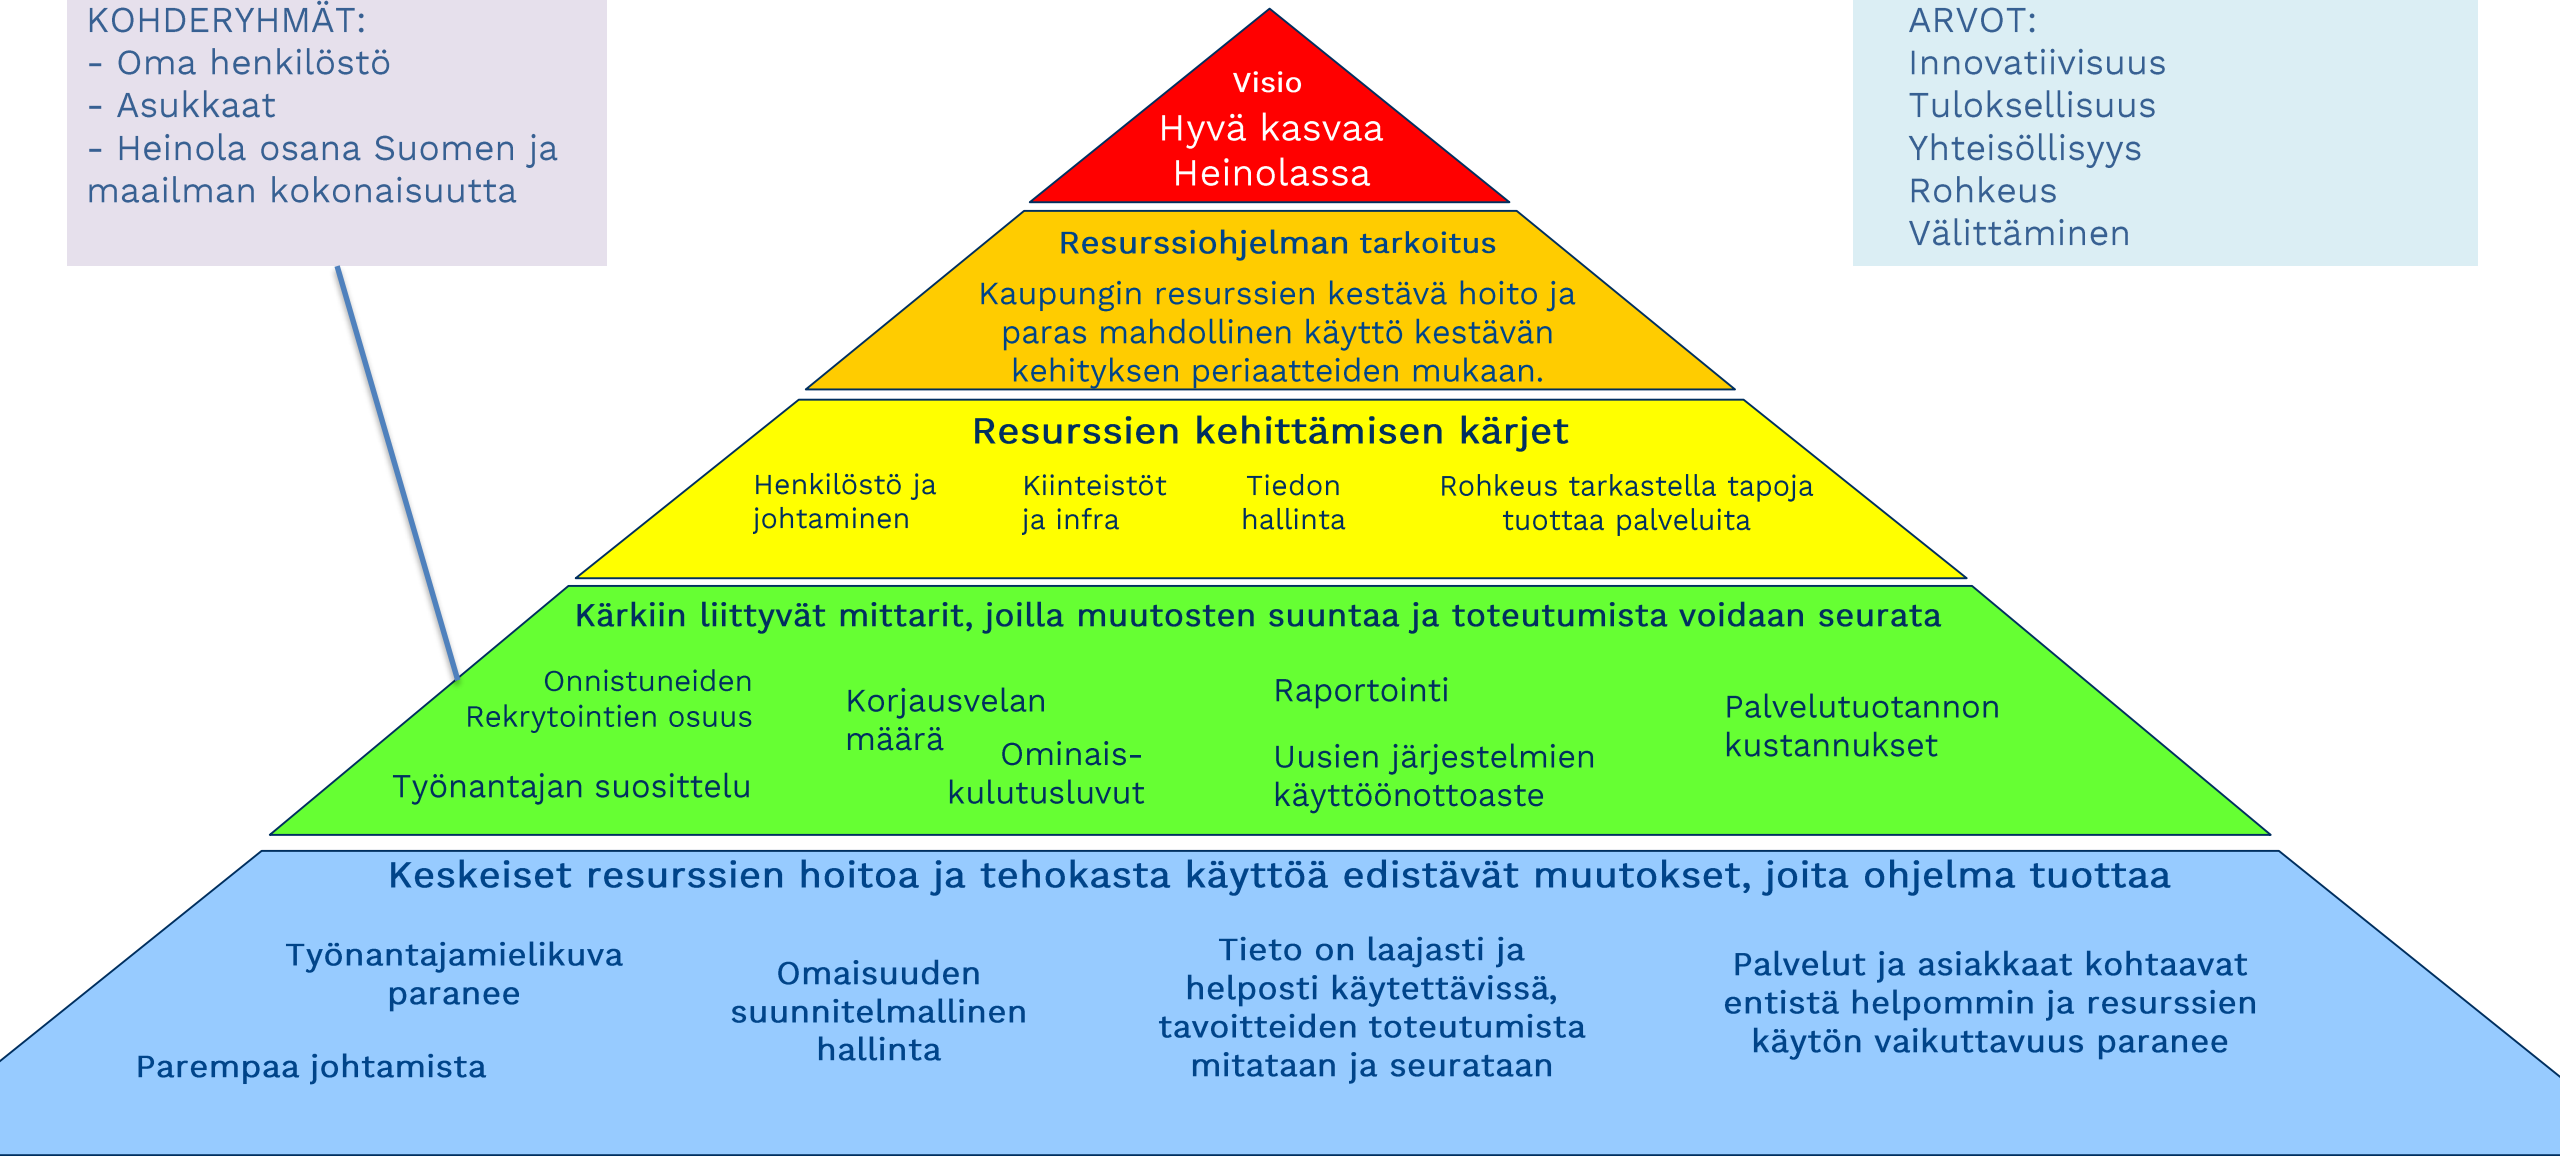 KOHDERYHMÄT:
- Oma henkilöstö
- Asukkaat
- Heinola osana Suomen ja
maailman kokonaisuutta
ARVOT:
Innovatiivisuus
Tuloksellisuus
Yhteisöllisyys
Rohkeus
Välittäminen
Visio
Hyvä kasvaa
Heinolassa
Resurssiohjelman tarkoitus
Kaupungin resurssien kestävä hoito ja
paras mahdollinen käyttö kestävän
kehityksen periaatteiden mukaan.
Resurssien kehittämisen kärjet
Henkilöstö ja
johtaminen
Kiinteistöt
ja infra
Tiedon
hallinta
Rohkeus tarkastella tapoja
tuottaa palveluita
Kärkiin liittyvät mittarit, joilla muutosten suuntaa ja toteutumista voidaan seurata
Onnistuneiden
Rekrytointien osuus
Työnantajan suosittelu
Korjausvelan
määrä
Ominais-
kulutusluvut
Raportointi
Uusien järjestelmien
käyttöönottoaste
Palvelutuotannon
kustannukset
Keskeiset resurssien hoitoa ja tehokasta käyttöä edistävät muutokset, joita ohjelma tuottaa
Työnantajamielikuva
paranee
Parempaa johtamista
Omaisuuden
suunnitelmallinen
hallinta
Tieto on laajasti ja
helposti käytettävissä,
tavoitteiden toteutumista
mitataan ja seurataan
Palvelut ja asiakkaat kohtaavat
entistä helpommin ja resurssien
käytön vaikuttavuus paranee